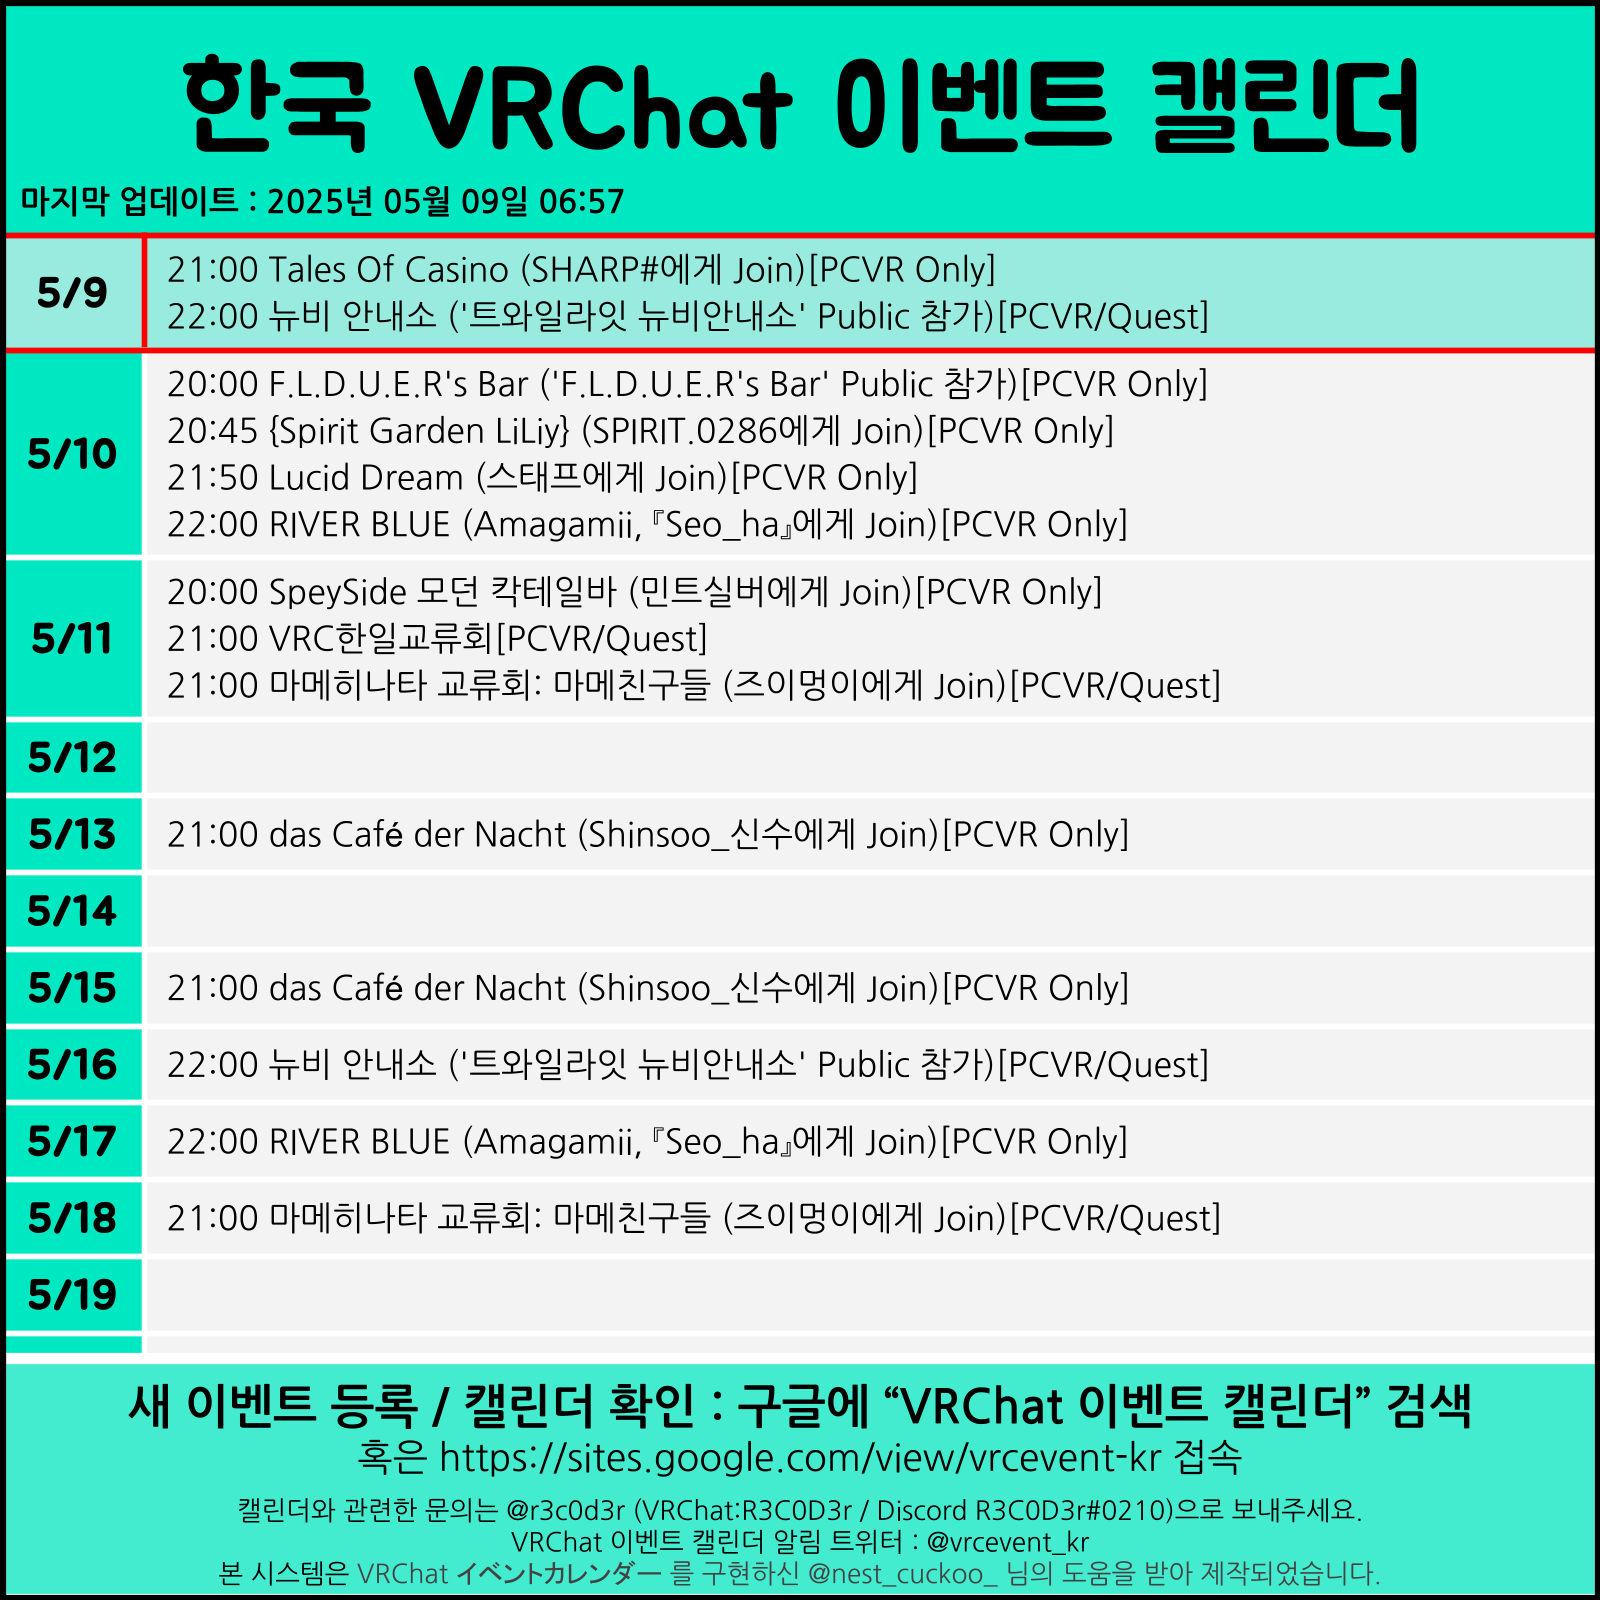 한국 VRChat 이벤트 캘린더
마지막 업데이트 : 2025년 05월 09일 06:57
5/9
21:00 Tales Of Casino (SHARP#에게 Join)[PCVR Only]
22:00 뉴비 안내소 ('트와일라잇 뉴비안내소' Public 참가)[PCVR/Quest]
5/10
20:00 F.L.D.U.E.R's Bar ('F.L.D.U.E.R's Bar' Public 참가)[PCVR Only]
20:45 {Spirit Garden LiLiy} (SPIRIT.0286에게 Join)[PCVR Only]
21:50 Lucid Dream (스태프에게 Join)[PCVR Only]
22:00 RIVER BLUE (Amagamii,『Seo_ha』에게 Join)[PCVR Only]
5/11
20:00 SpeySide 모던 칵테일바 (민트실버에게 Join)[PCVR Only]
21:00 VRC한일교류회[PCVR/Quest]
21:00 마메히나타 교류회: 마메친구들 (즈이멍이에게 Join)[PCVR/Quest]
5/12
5/13
21:00 das Café der Nacht (Shinsoo_신수에게 Join)[PCVR Only]
5/14
5/15
21:00 das Café der Nacht (Shinsoo_신수에게 Join)[PCVR Only]
5/16
22:00 뉴비 안내소 ('트와일라잇 뉴비안내소' Public 참가)[PCVR/Quest]
5/17
22:00 RIVER BLUE (Amagamii,『Seo_ha』에게 Join)[PCVR Only]
5/18
21:00 마메히나타 교류회: 마메친구들 (즈이멍이에게 Join)[PCVR/Quest]
5/19
새 이벤트 등록 / 캘린더 확인 : 구글에 “VRChat 이벤트 캘린더” 검색
혹은 https://sites.google.com/view/vrcevent-kr 접속
캘린더와 관련한 문의는 @r3c0d3r (VRChat:R3C0D3r / Discord R3C0D3r#0210)으로 보내주세요.
VRChat 이벤트 캘린더 알림 트위터 : @vrcevent_kr
본 시스템은 VRChat イベントカレンダー 를 구현하신 @nest_cuckoo_ 님의 도움을 받아 제작되었습니다.